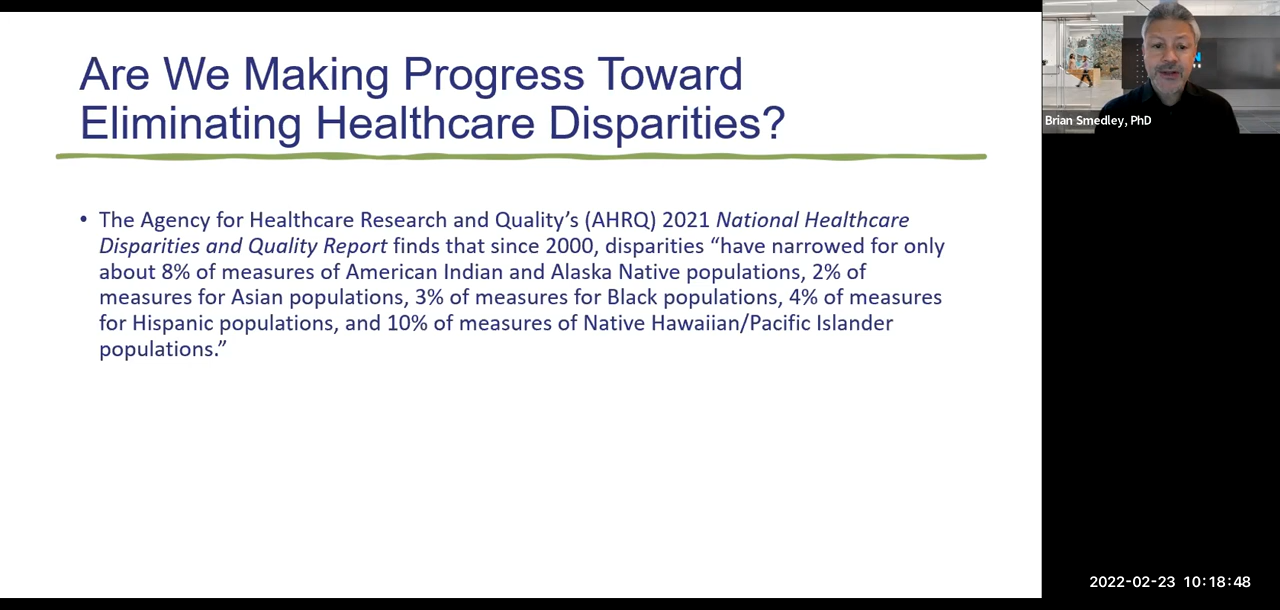 Are We Making Progress Toward
Eliminating Healthcare Disparities?
• The Agency for Healthcare Research and Quality’s (AHRQ) 2021 National Healthcare
Disparities and Quality Report finds that since 2000, disparities “have narrowed for only
about 8% of measures of American Indian and Alaska Native populations, 2% of
measures for Asian populations, 3% of measures for Black populations, 4% of measures
for Hispanic populations, and 10% of measures of Native Hawaiian/Pacific Islander
populations.”
Brian Smedley, PhD
2022-02-23 10:18:48